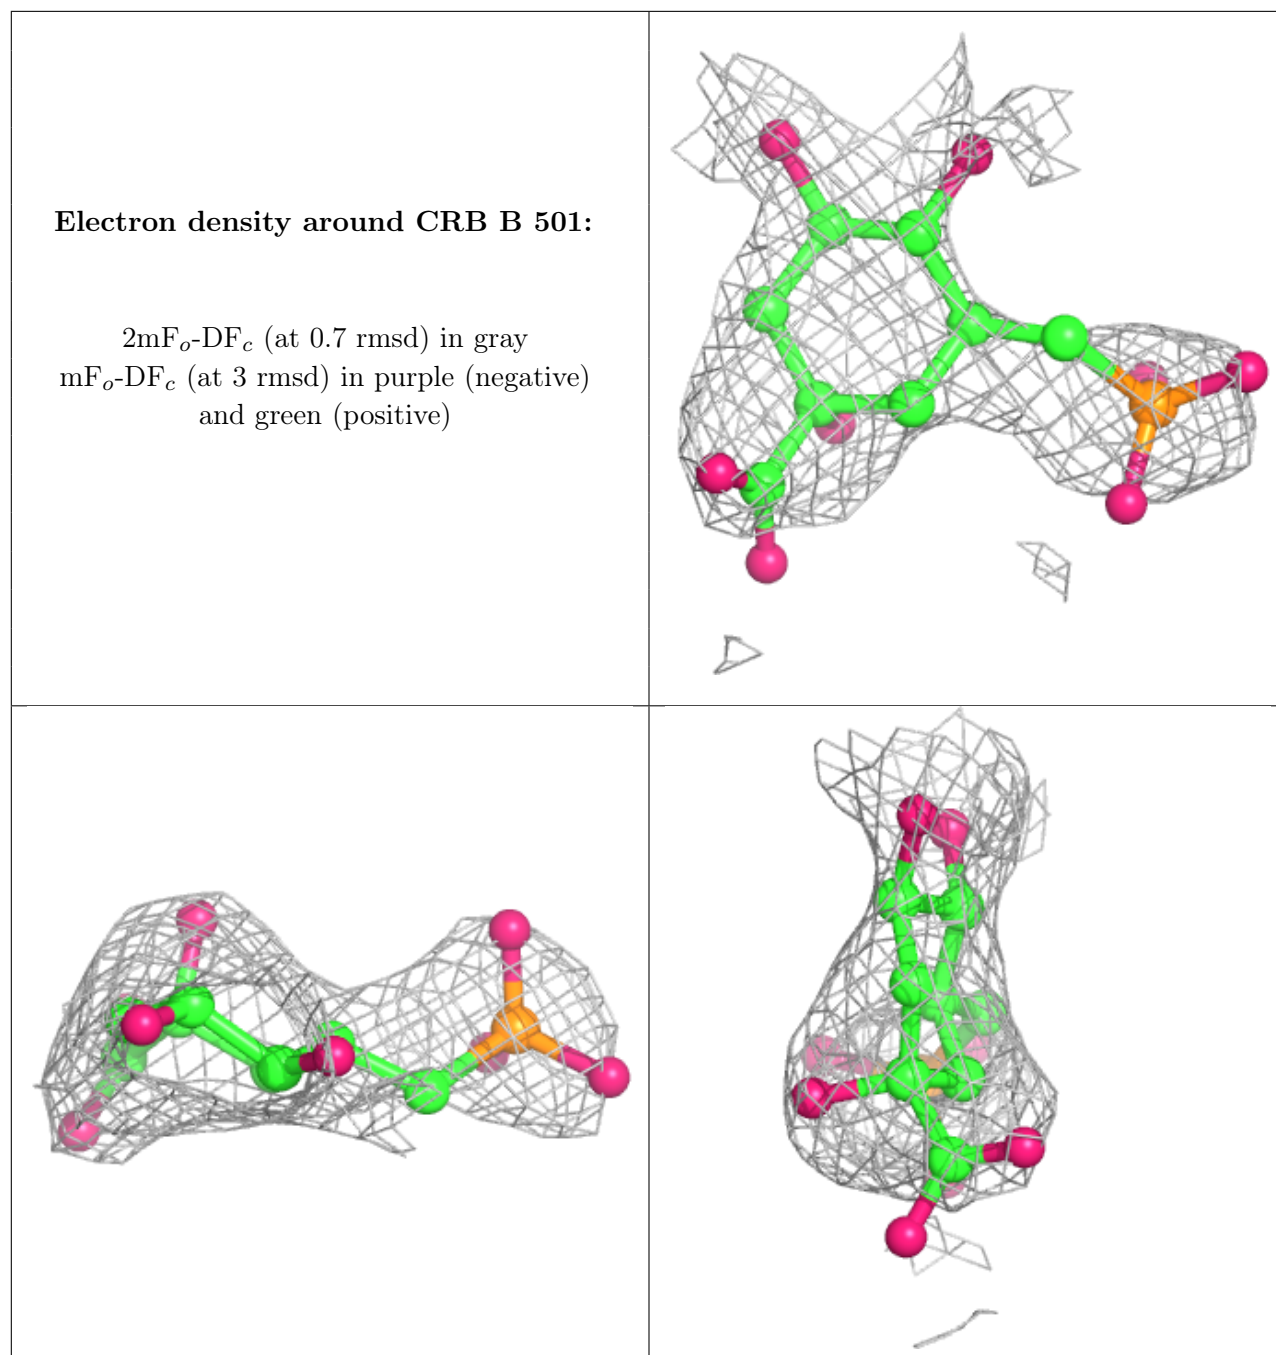 Electron density around CRB B 501:
2mFo-DFc (at 0.7 rmsd) in gray
mFo-DFc (at 3 rmsd) in purple (negative)
and green (positive)